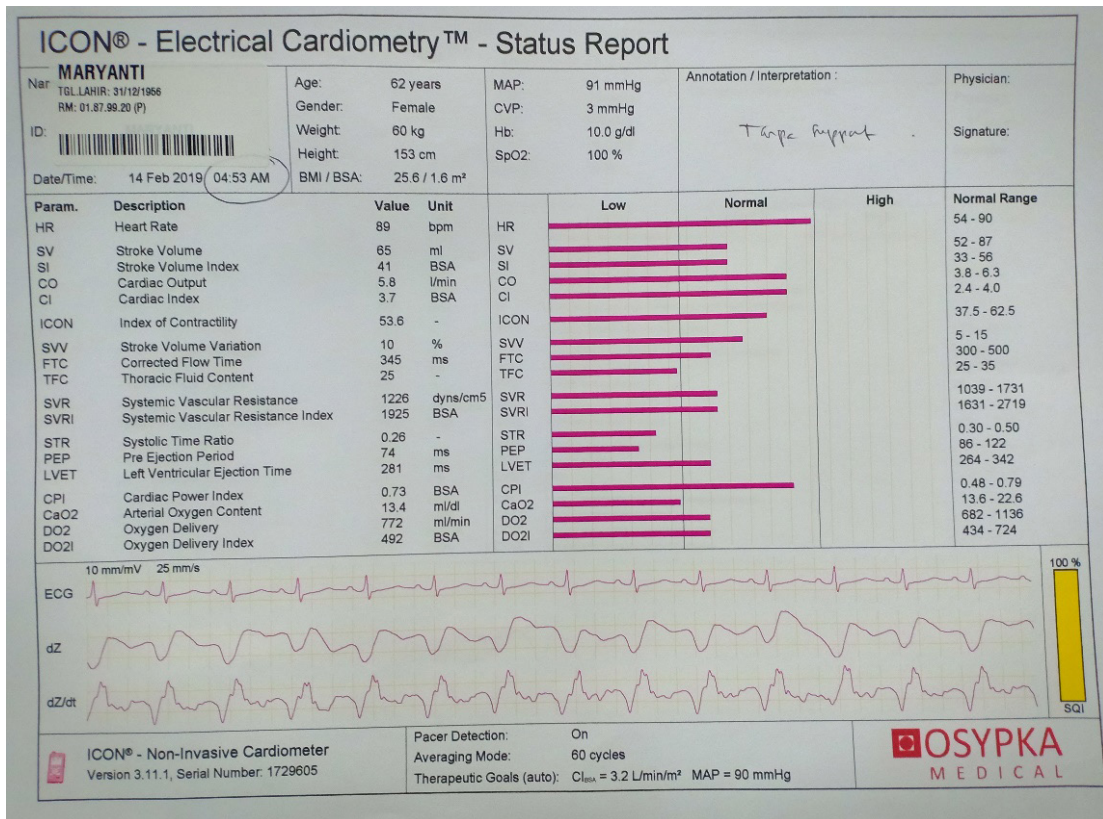 ICON® - Electrical Cardiometry™ - Status Report
MARYANTI
TGL.LAHIR: 31/12/1956
RM: 01.87.99.20 (P)
ID:
Date/Time: 14 Feb 2019 04:53 AM
Age: 62 years
Gender: Female
Weight: 60 kg
Height: 153 cm
BMI / BSA: 25.6 / 1.6 m²
MAP: 91 mmHg
CVP: 3 mmHg
Hb: 10.0 g/dl
SpO2: 100 %
Annotation / Interpretation :
Tanpa support .
Physician:
Signature:
Param. Description Value Unit Low Normal High Normal Range
HR Heart Rate 89 bpm HR 54 - 90
SV Stroke Volume 65 ml SV 52 - 87
SI Stroke Volume Index 41 BSA SI 33 - 56
CO Cardiac Output 5.8 l/min CO 3.8 - 6.3
CI Cardiac Index 3.7 BSA CI 2.4 - 4.0
ICON Index of Contractility 53.6 - ICON 37.5 - 62.5
SVV Stroke Volume Variation 10 % SVV 5 - 15
FTC Corrected Flow Time 345 ms FTC 300 - 500
TFC Thoracic Fluid Content 25 - TFC 25 - 35
SVR Systemic Vascular Resistance 1226 dyns/cm5 SVR 1039 - 1731
SVRI Systemic Vascular Resistance Index 1925 BSA SVRI 1631 - 2719
STR Systolic Time Ratio 0.26 - STR 0.30 - 0.50
PEP Pre Ejection Period 74 ms PEP 86 - 122
LVET Left Ventricular Ejection Time 281 ms LVET 264 - 342
CPI Cardiac Power Index 0.73 BSA CPI 0.48 - 0.79
CaO2 Arterial Oxygen Content 13.4 ml/dl CaO2 13.6 - 22.6
DO2 Oxygen Delivery 772 ml/min DO2 682 - 1136
DO2I Oxygen Delivery Index 492 BSA DO2I 434 - 724
10 mm/mV 25 mm/s
ECG
dZ
dZ/dt
100 %
SQI
ICON® - Non-Invasive Cardiometer
Version 3.11.1, Serial Number: 1729605
Pacer Detection: On
Averaging Mode: 60 cycles
Therapeutic Goals (auto): CI BSA = 3.2 L/min/m² MAP = 90 mmHg
OSYPKA
MEDICAL